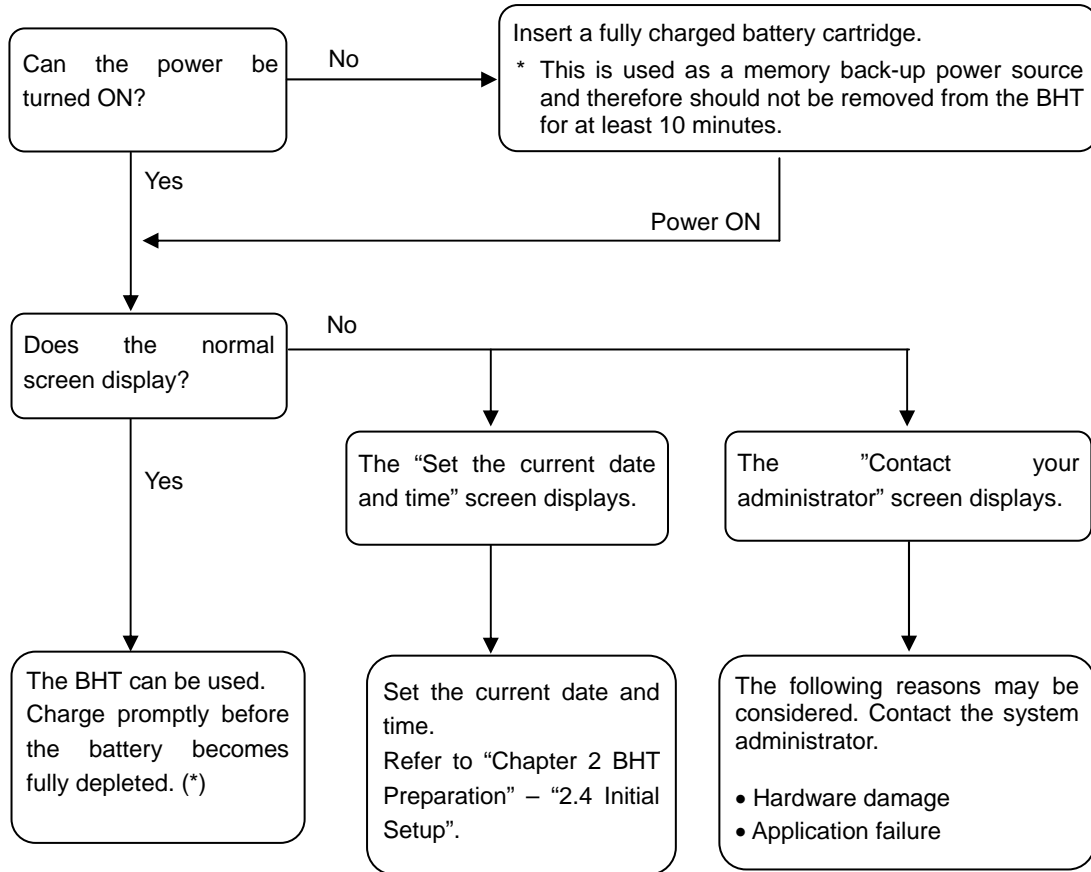 Can the power be
turned ON?
No
Insert a fully charged battery cartridge.
* This is used as a memory back-up power source
and therefore should not be removed from the BHT
for at least 10 minutes.
Yes
Power ON
Does the normal
screen display?
No
Yes
The “Set the current date
and time” screen displays.
The ”Contact your
administrator” screen displays.
The BHT can be used.
Charge promptly before
the battery becomes
fully depleted. (*)
Set the current date and
time.
Refer to “Chapter 2 BHT
Preparation” – “2.4 Initial
Setup”.
The following reasons may be
considered. Contact the system
administrator.
• Hardware damage
• Application failure